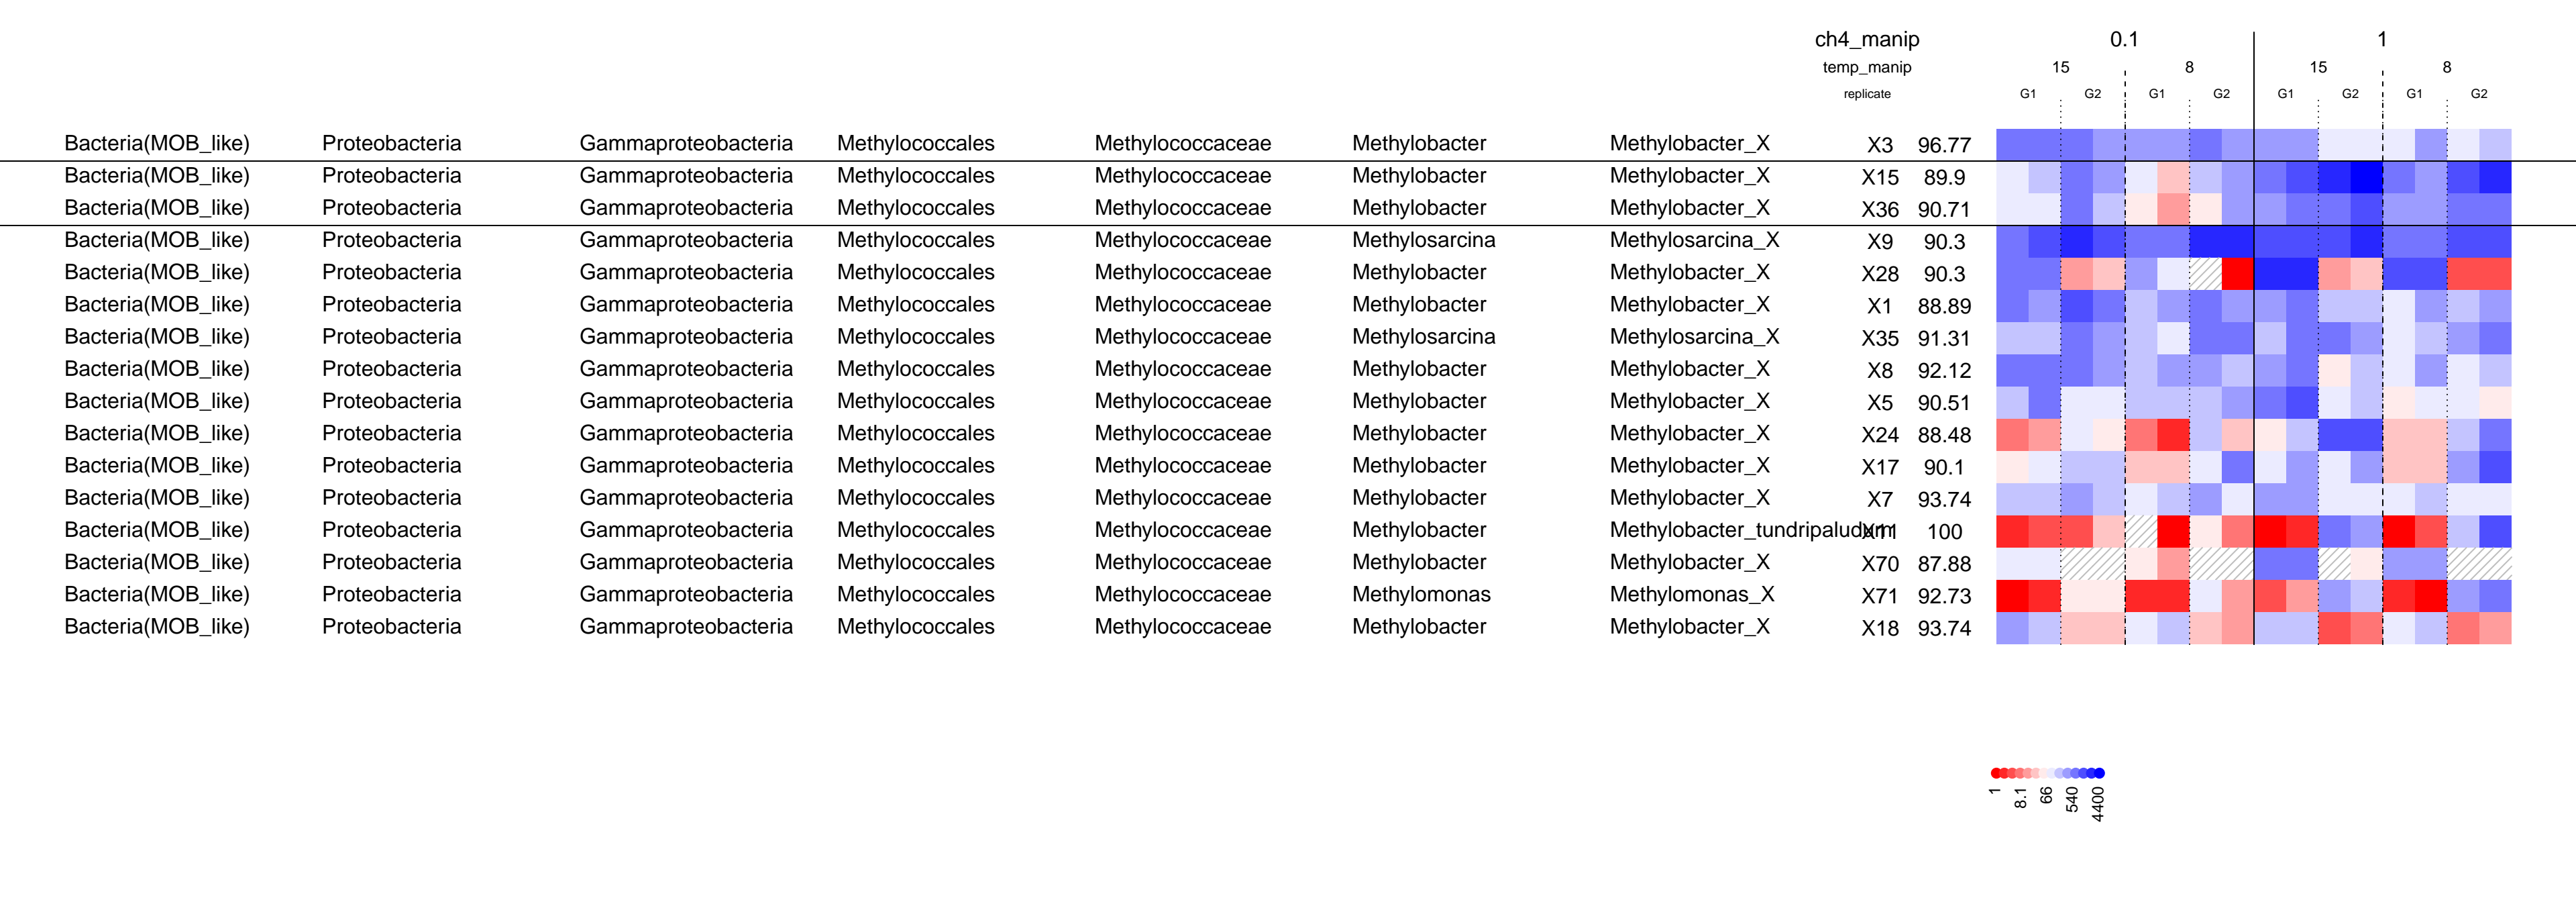 ch4_manip 0.1 1
temp_manip 15 8 15 8
replicate G1 G2 G1 G2 G1 G2 G1 G2
Bacteria(MOB_like) Proteobacteria Gammaproteobacteria Methylococcales Methylococcaceae Methylobacter Methylobacter_X X3 96.77
Bacteria(MOB_like) Proteobacteria Gammaproteobacteria Methylococcales Methylococcaceae Methylobacter Methylobacter_X X15 89.9
Bacteria(MOB_like) Proteobacteria Gammaproteobacteria Methylococcales Methylococcaceae Methylobacter Methylobacter_X X36 90.71
Bacteria(MOB_like) Proteobacteria Gammaproteobacteria Methylococcales Methylococcaceae Methylosarcina Methylosarcina_X X9 90.3
Bacteria(MOB_like) Proteobacteria Gammaproteobacteria Methylococcales Methylococcaceae Methylobacter Methylobacter_X X28 90.3
Bacteria(MOB_like) Proteobacteria Gammaproteobacteria Methylococcales Methylococcaceae Methylobacter Methylobacter_X X1 88.89
Bacteria(MOB_like) Proteobacteria Gammaproteobacteria Methylococcales Methylococcaceae Methylosarcina Methylosarcina_X X35 91.31
Bacteria(MOB_like) Proteobacteria Gammaproteobacteria Methylococcales Methylococcaceae Methylobacter Methylobacter_X X8 92.12
Bacteria(MOB_like) Proteobacteria Gammaproteobacteria Methylococcales Methylococcaceae Methylobacter Methylobacter_X X5 90.51
Bacteria(MOB_like) Proteobacteria Gammaproteobacteria Methylococcales Methylococcaceae Methylobacter Methylobacter_X X24 88.48
Bacteria(MOB_like) Proteobacteria Gammaproteobacteria Methylococcales Methylococcaceae Methylobacter Methylobacter_X X17 90.1
Bacteria(MOB_like) Proteobacteria Gammaproteobacteria Methylococcales Methylococcaceae Methylobacter Methylobacter_X X7 93.74
Bacteria(MOB_like) Proteobacteria Gammaproteobacteria Methylococcales Methylococcaceae Methylobacter Methylobacter_tundripaludum X11 100
Bacteria(MOB_like) Proteobacteria Gammaproteobacteria Methylococcales Methylococcaceae Methylobacter Methylobacter_X X70 87.88
Bacteria(MOB_like) Proteobacteria Gammaproteobacteria Methylococcales Methylococcaceae Methylomonas Methylomonas_X X71 92.73
Bacteria(MOB_like) Proteobacteria Gammaproteobacteria Methylococcales Methylococcaceae Methylobacter Methylobacter_X X18 93.74
1 8.1 66 540 4400